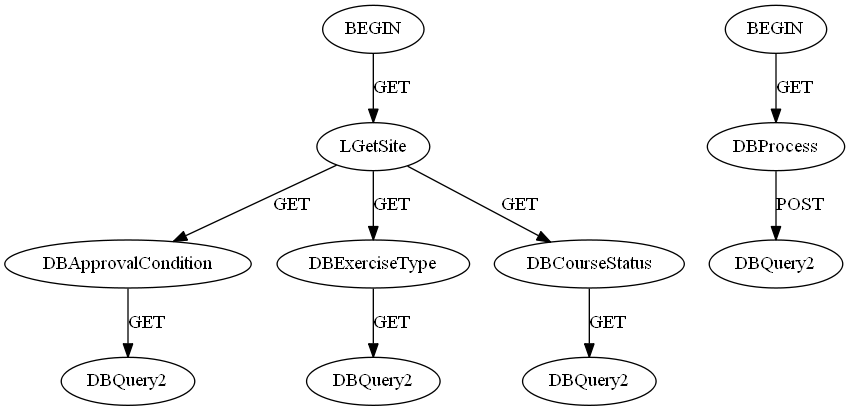 BEGIN
BEGIN
GET
GET
LGetSite
DBProcess
GET
GET
GET
POST
DBApprovalCondition
DBExerciseType
DBCourseStatus
DBQuery2
GET
GET
GET
DBQuery2
DBQuery2
DBQuery2